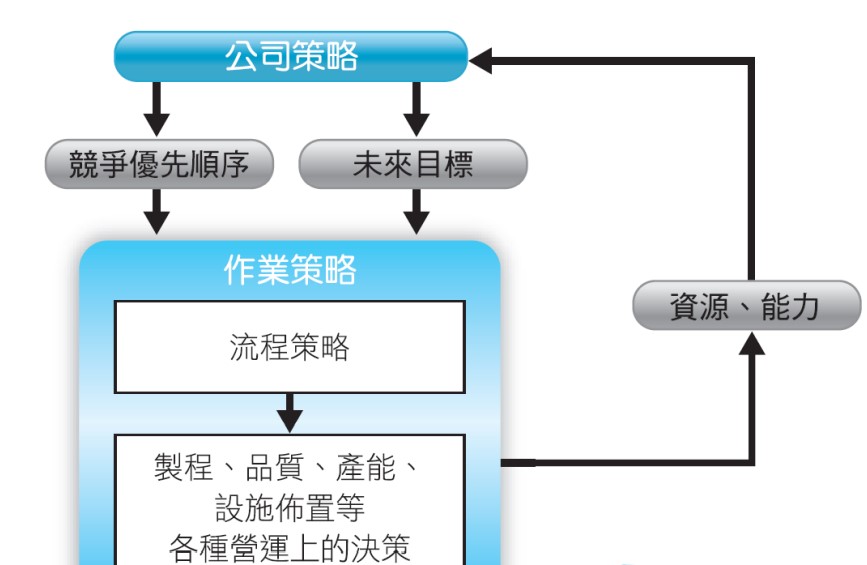 公司策略
競爭優先順序
未來目標
作業策略
資源、能力
流程策略
製程、品質、產能、
設施佈置等
各種營運上的決策